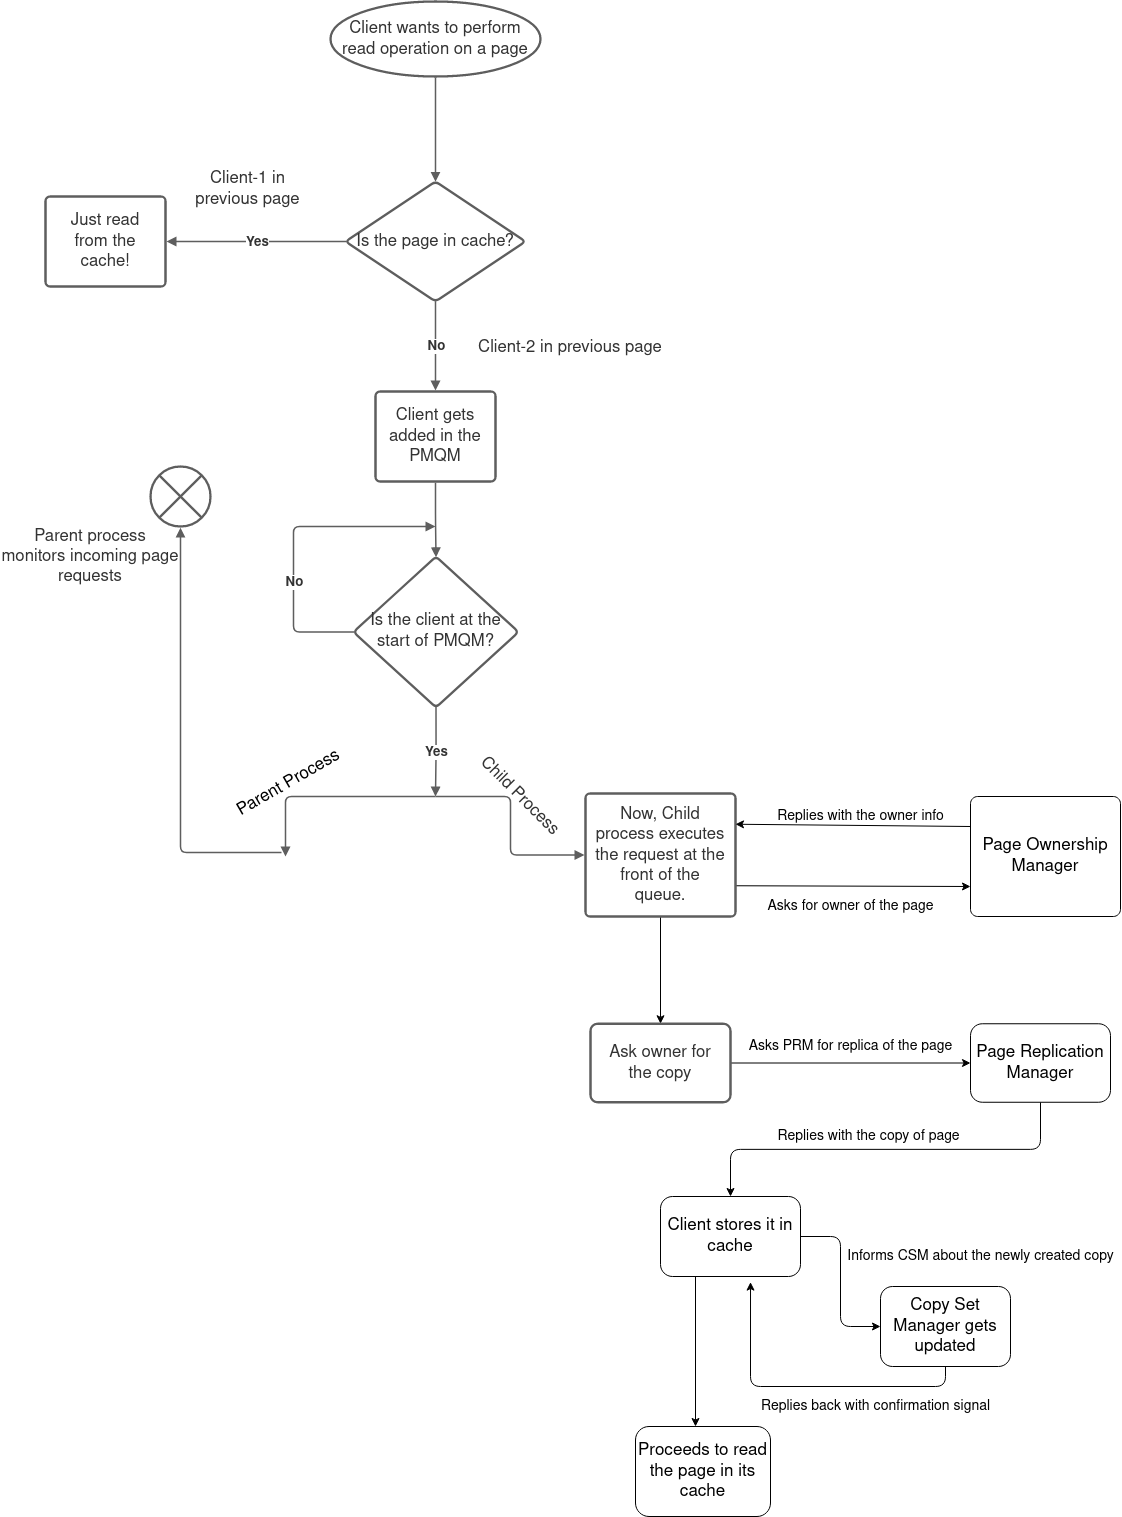 Client wants to perform
read operation on a page
Client-1 in
previous page
Just read
from the
cache!
Yes
Is the page in cache?
No
Client-2 in previous page
Client gets
added in the
PMQM
Parent process
monitors incoming page
requests
No
Is the client at the
start of PMQM?
Yes
Parent Process
Child Process
Now, Child
process executes
the request at the
front of the
queue.
Replies with the owner info
Asks for owner of the page
Page Ownership
Manager
Ask owner for
the copy
Asks PRM for replica of the page
Page Replication
Manager
Replies with the copy of page
Client stores it in
cache
Informs CSM about the newly created copy
Copy Set
Manager gets
updated
Replies back with confirmation signal
Proceeds to read
the page in its
cache